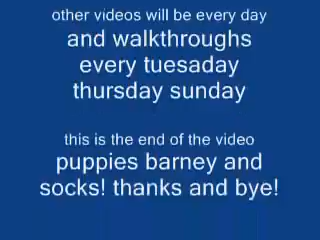 other videos will be every day
and walkthroughs
every tuesaday
thursday sunday
this is the end of the video
puppies barney and
socks! thanks and bye!